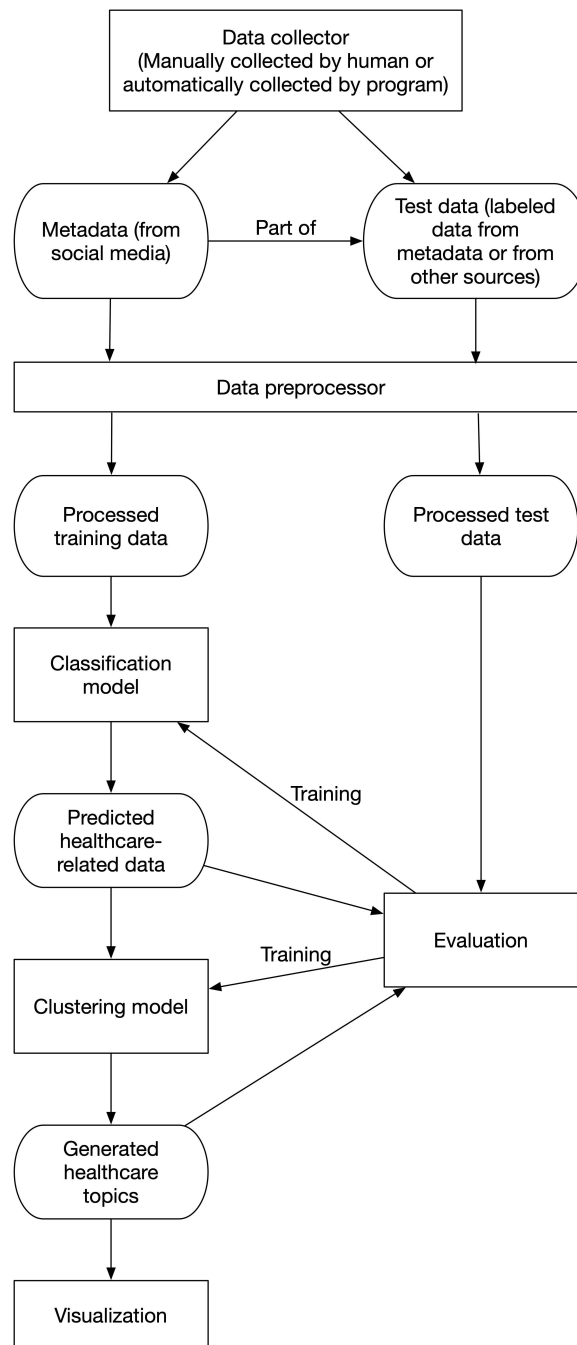 Data collector
(Manually collected by human or
automatically collected by program)
Metadata (from
social media)
Part of
Test data (labeled
data from
metadata or from
other sources)
Data preprocessor
Processed
training data
Processed test
data
Classification
model
Training
Predicted
healthcare-
related data
Evaluation
Training
Clustering model
Generated
healthcare
topics
Visualization